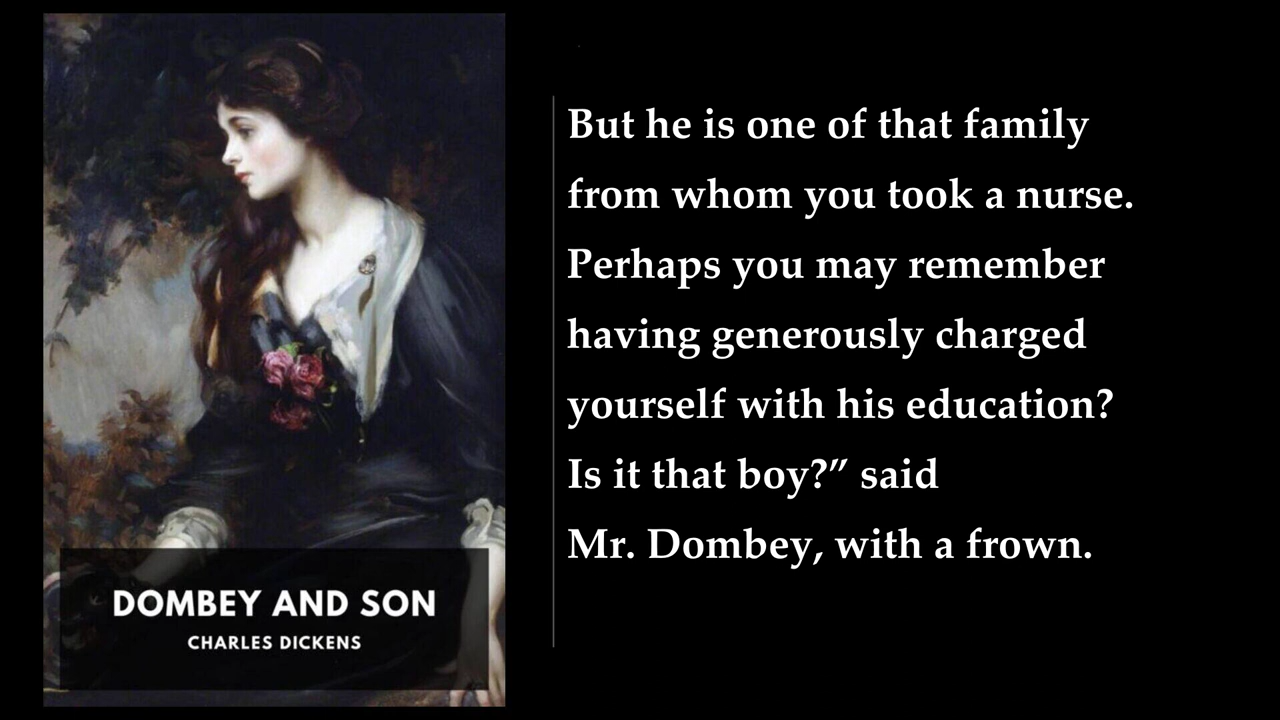 DOMBEY AND SON
CHARLES DICKENS
But he is one of that family
from whom you took a nurse.
Perhaps you may remember
having generously charged
yourself with his education?
Is it that boy?” said
Mr. Dombey, with a frown.